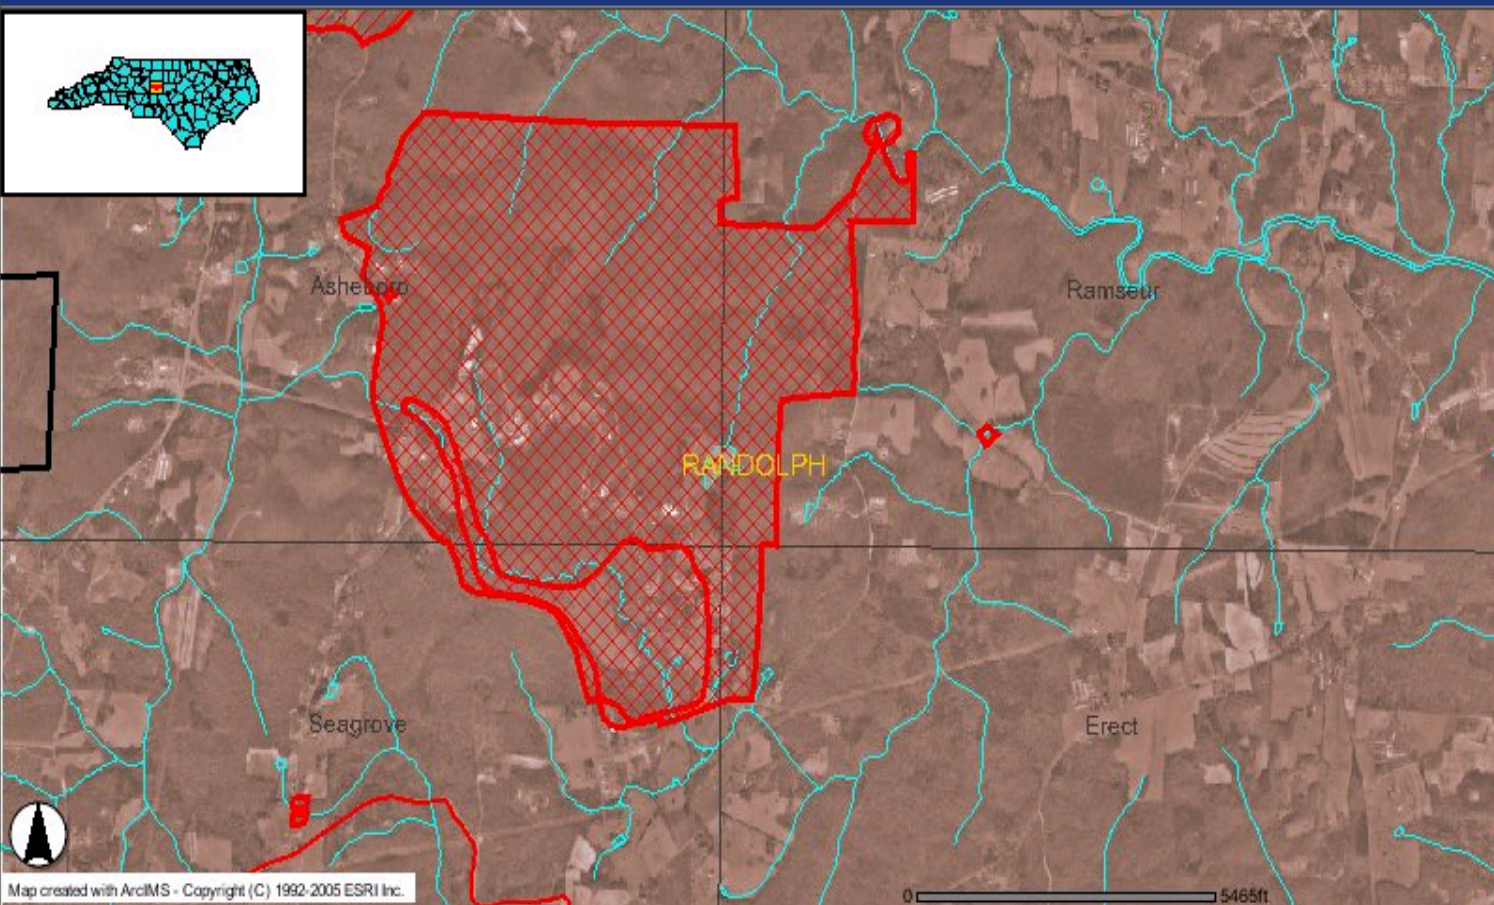 Asheboro
Ramseur
RANDOLPH
Seagrove
Erect
Map created with ArcIMS - Copyright (C) 1992-2005 ESRI Inc.
0 5465ft